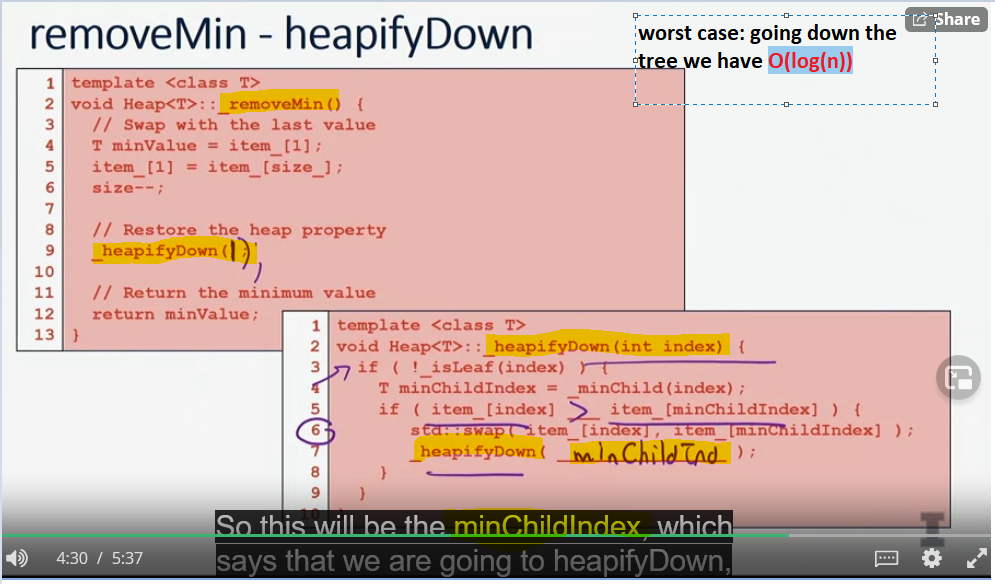 removeMin - heapifyDown
Share
worst case: going down the
tree we have O(log(n))
1 template <class T>
2 void Heap<T>::_removeMin() {
3 // Swap with the last value
4 T minValue = item_[1];
5 item_[1] = item_[size_];
6 size--;
7
8 // Restore the heap property
9 _heapifyDown(1);
10
11 // Return the minimum value
12 return minValue;
13 }
1 template <class T>
2 void Heap<T>::_heapifyDown(int index) {
3 if ( !_isLeaf(index) ) {
4 T minChildIndex = _minChild(index);
5 if ( item_[index] > item_[minChildIndex] ) {
6 std::swap( item_[index], item_[minChildIndex] );
7 _heapifyDown( minChildInd );
8 }
9 }
10 }
So this will be the minChildIndex, which
says that we are going to heapifyDown,
4:30 / 5:37